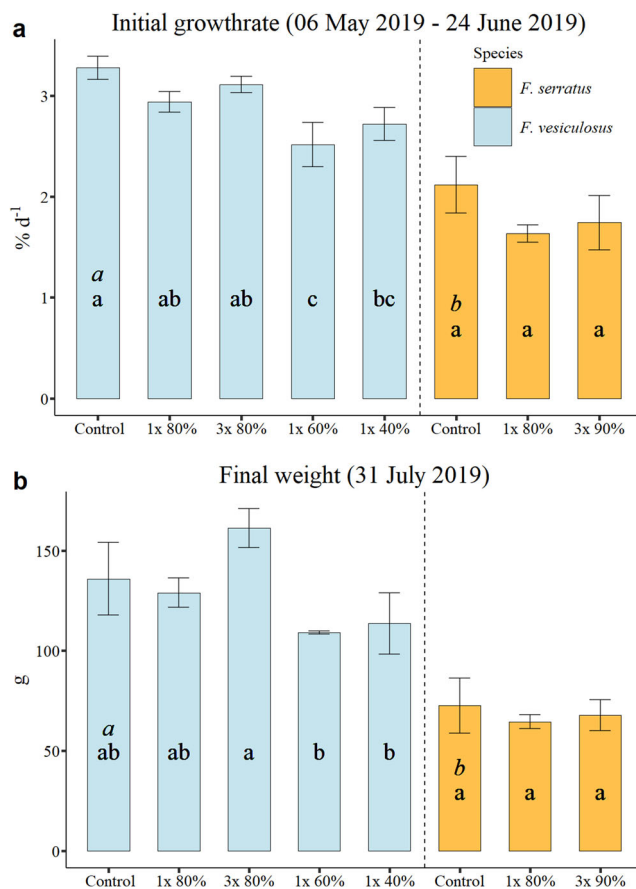 a
Initial growthrate (06 May 2019 - 24 June 2019)
Species
F. serratus
F. vesiculosus
% d⁻¹
3
2
1
0
a
b
a ab ab c bc a a a
Control 1x 80% 3x 80% 1x 60% 1x 40% Control 1x 80% 3x 90%
b
Final weight (31 July 2019)
g
150
100
50
0
a
b
ab ab a b b a a a
Control 1x 80% 3x 80% 1x 60% 1x 40% Control 1x 80% 3x 90%